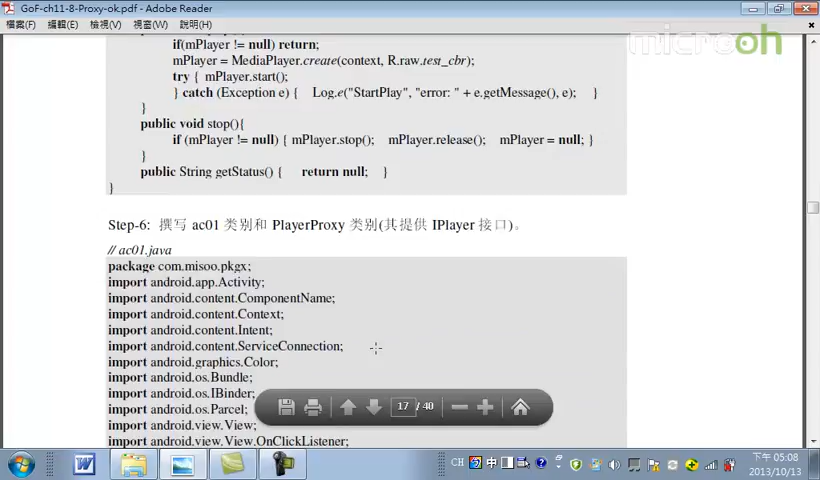 GoF-ch11-8-Proxy-ok.pdf - Adobe Reader
檔案(F) 編輯(E) 檢視(V) 視窗(W) 說明(H)
microoh
if(mPlayer != null) return;
mPlayer = MediaPlayer.create(context, R.raw.test_cbr);
try { mPlayer.start();
} catch (Exception e) { Log.e("StartPlay", "error: " + e.getMessage(), e); }
}
public void stop(){
if (mPlayer != null) { mPlayer.stop(); mPlayer.release(); mPlayer = null; }
}
public String getStatus() { return null; }
}
Step-6: 撰写 ac01 类别和 PlayerProxy 类别(其提供 IPlayer 接口)。
// ac01.java
package com.misoo.pkgx;
import android.app.Activity;
import android.content.ComponentName;
import android.content.Context;
import android.content.Intent;
import android.content.ServiceConnection;
import android.graphics.Color;
import android.os.Bundle;
import android.os.IBinder;
import android.os.Parcel;
import android.view.View;
import android.view.View.OnClickListener;
17 / 40
CH 中
下午 05:08
2013/10/13